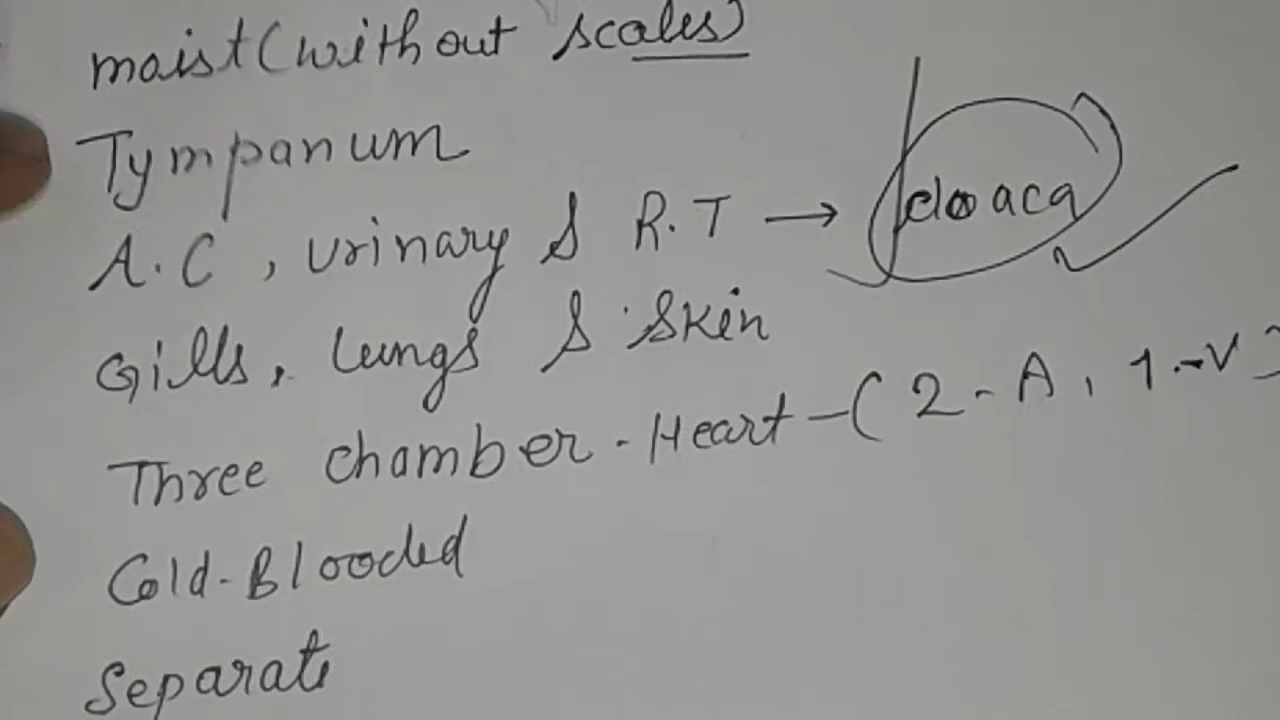 moist (without scales)
Tympanum
A.C, urinary & R.T → cloaca
Gills, lungs & skin
Three chamber - Heart - ( 2 - A, 1 - V )
Cold-Blooded
Separate